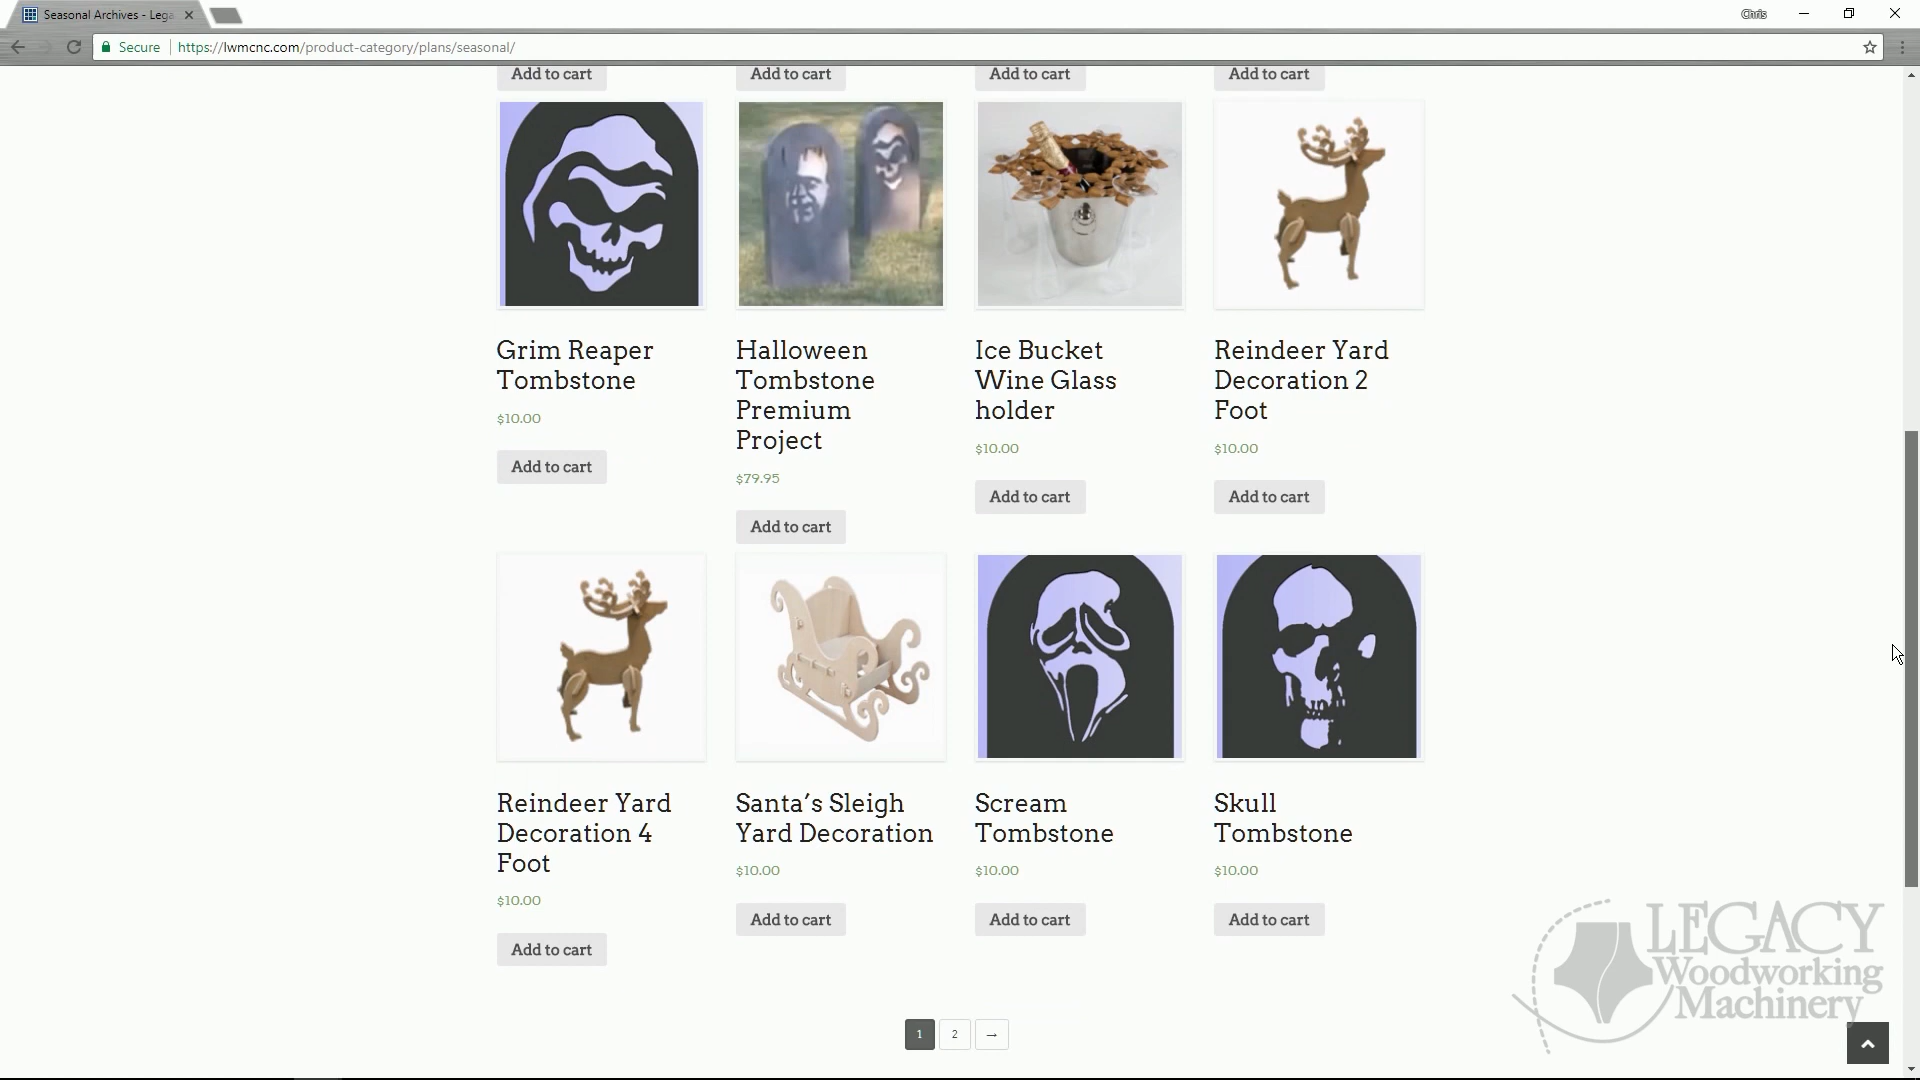 Seasonal Archives - Lega
Chris
Secure
https://lwmcnc.com/product-category/plans/seasonal/
Add to cart
Add to cart
Add to cart
Add to cart
Grim Reaper
Tombstone
$10.00
Add to cart
Halloween
Tombstone
Premium
Project
$79.95
Add to cart
Ice Bucket
Wine Glass
holder
$10.00
Add to cart
Reindeer Yard
Decoration 2
Foot
$10.00
Add to cart
Reindeer Yard
Decoration 4
Foot
$10.00
Add to cart
Santa’s Sleigh
Yard Decoration
$10.00
Add to cart
Scream
Tombstone
$10.00
Add to cart
Skull
Tombstone
$10.00
Add to cart
1
2
→
LEGACY
Woodworking
Machinery